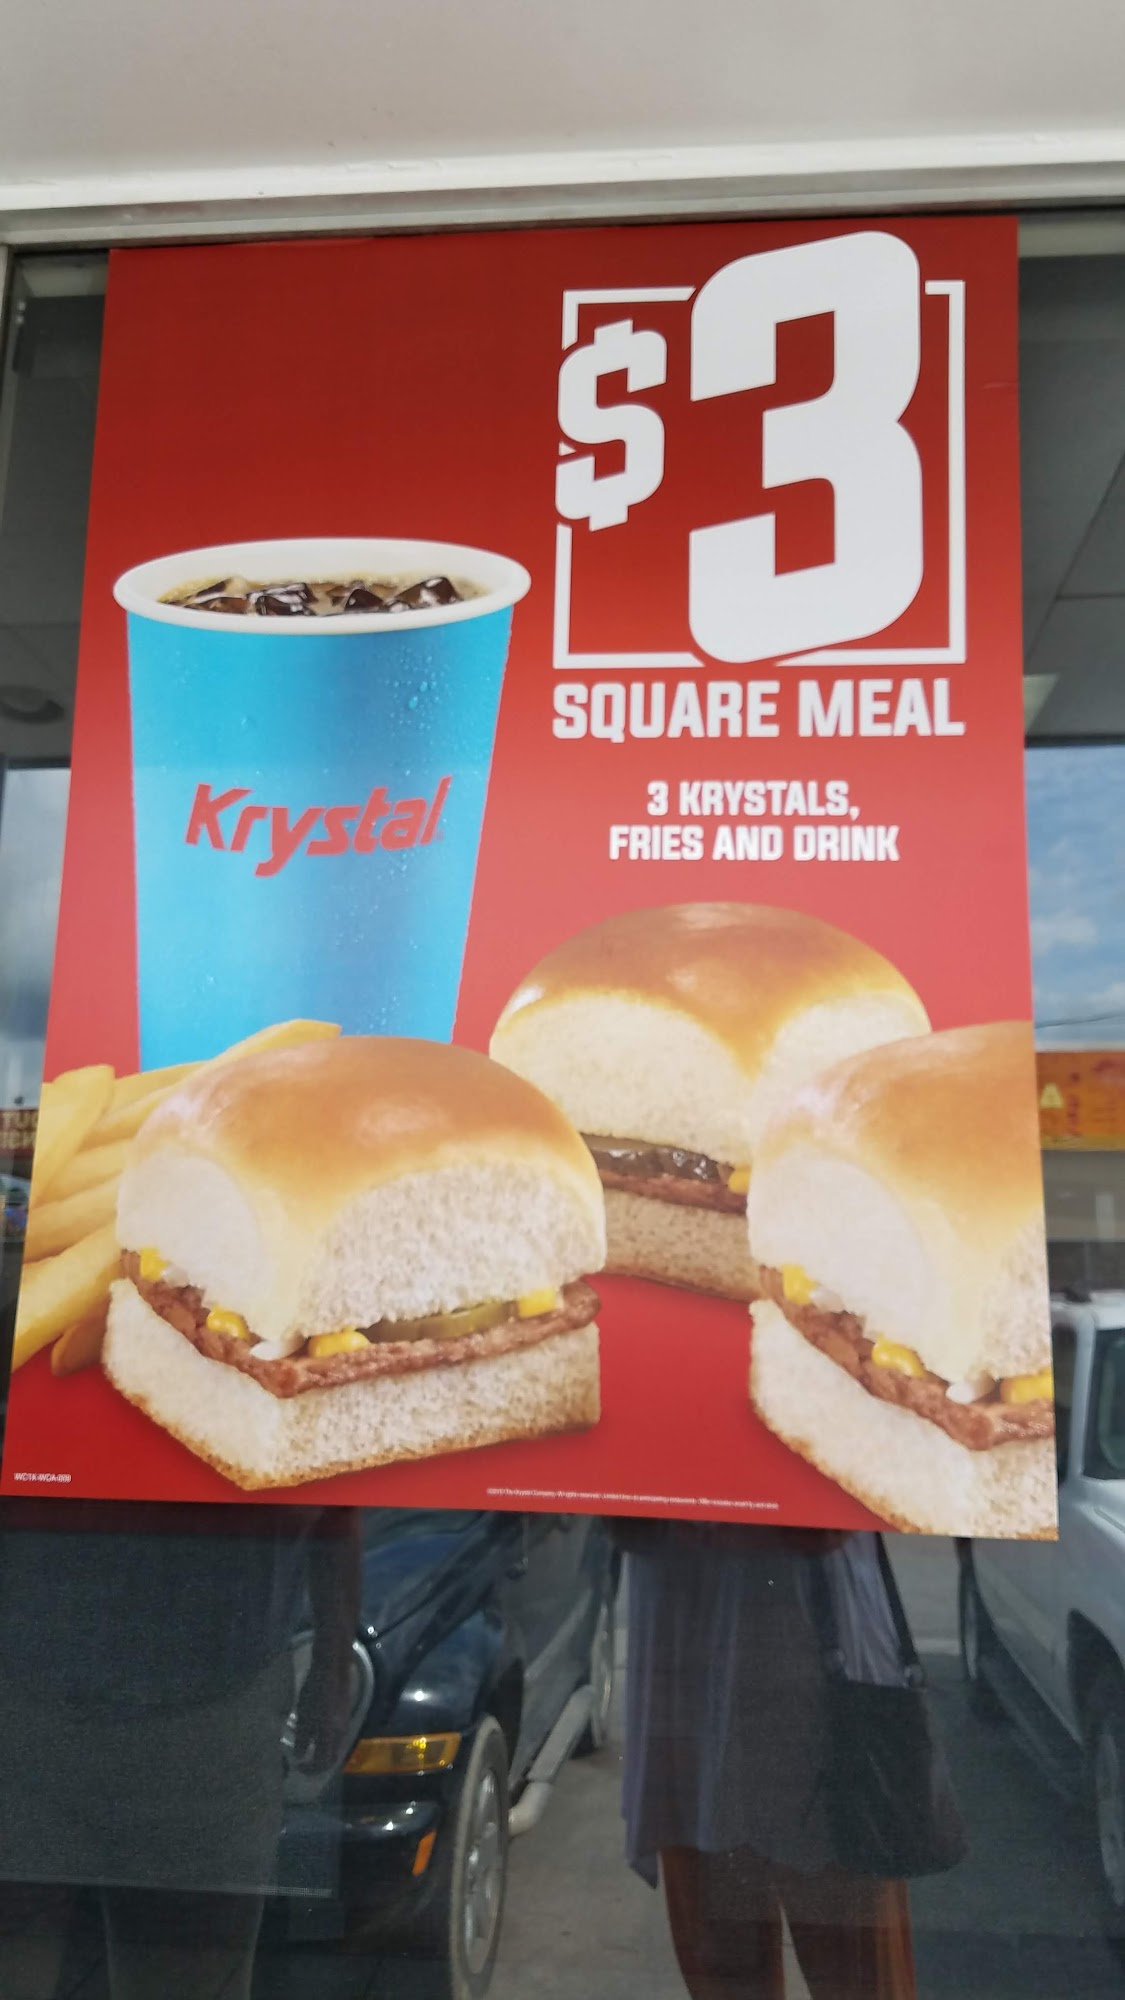 $3
SQUARE MEAL
3 KRYSTALS,
FRIES AND DRINK
Krystal